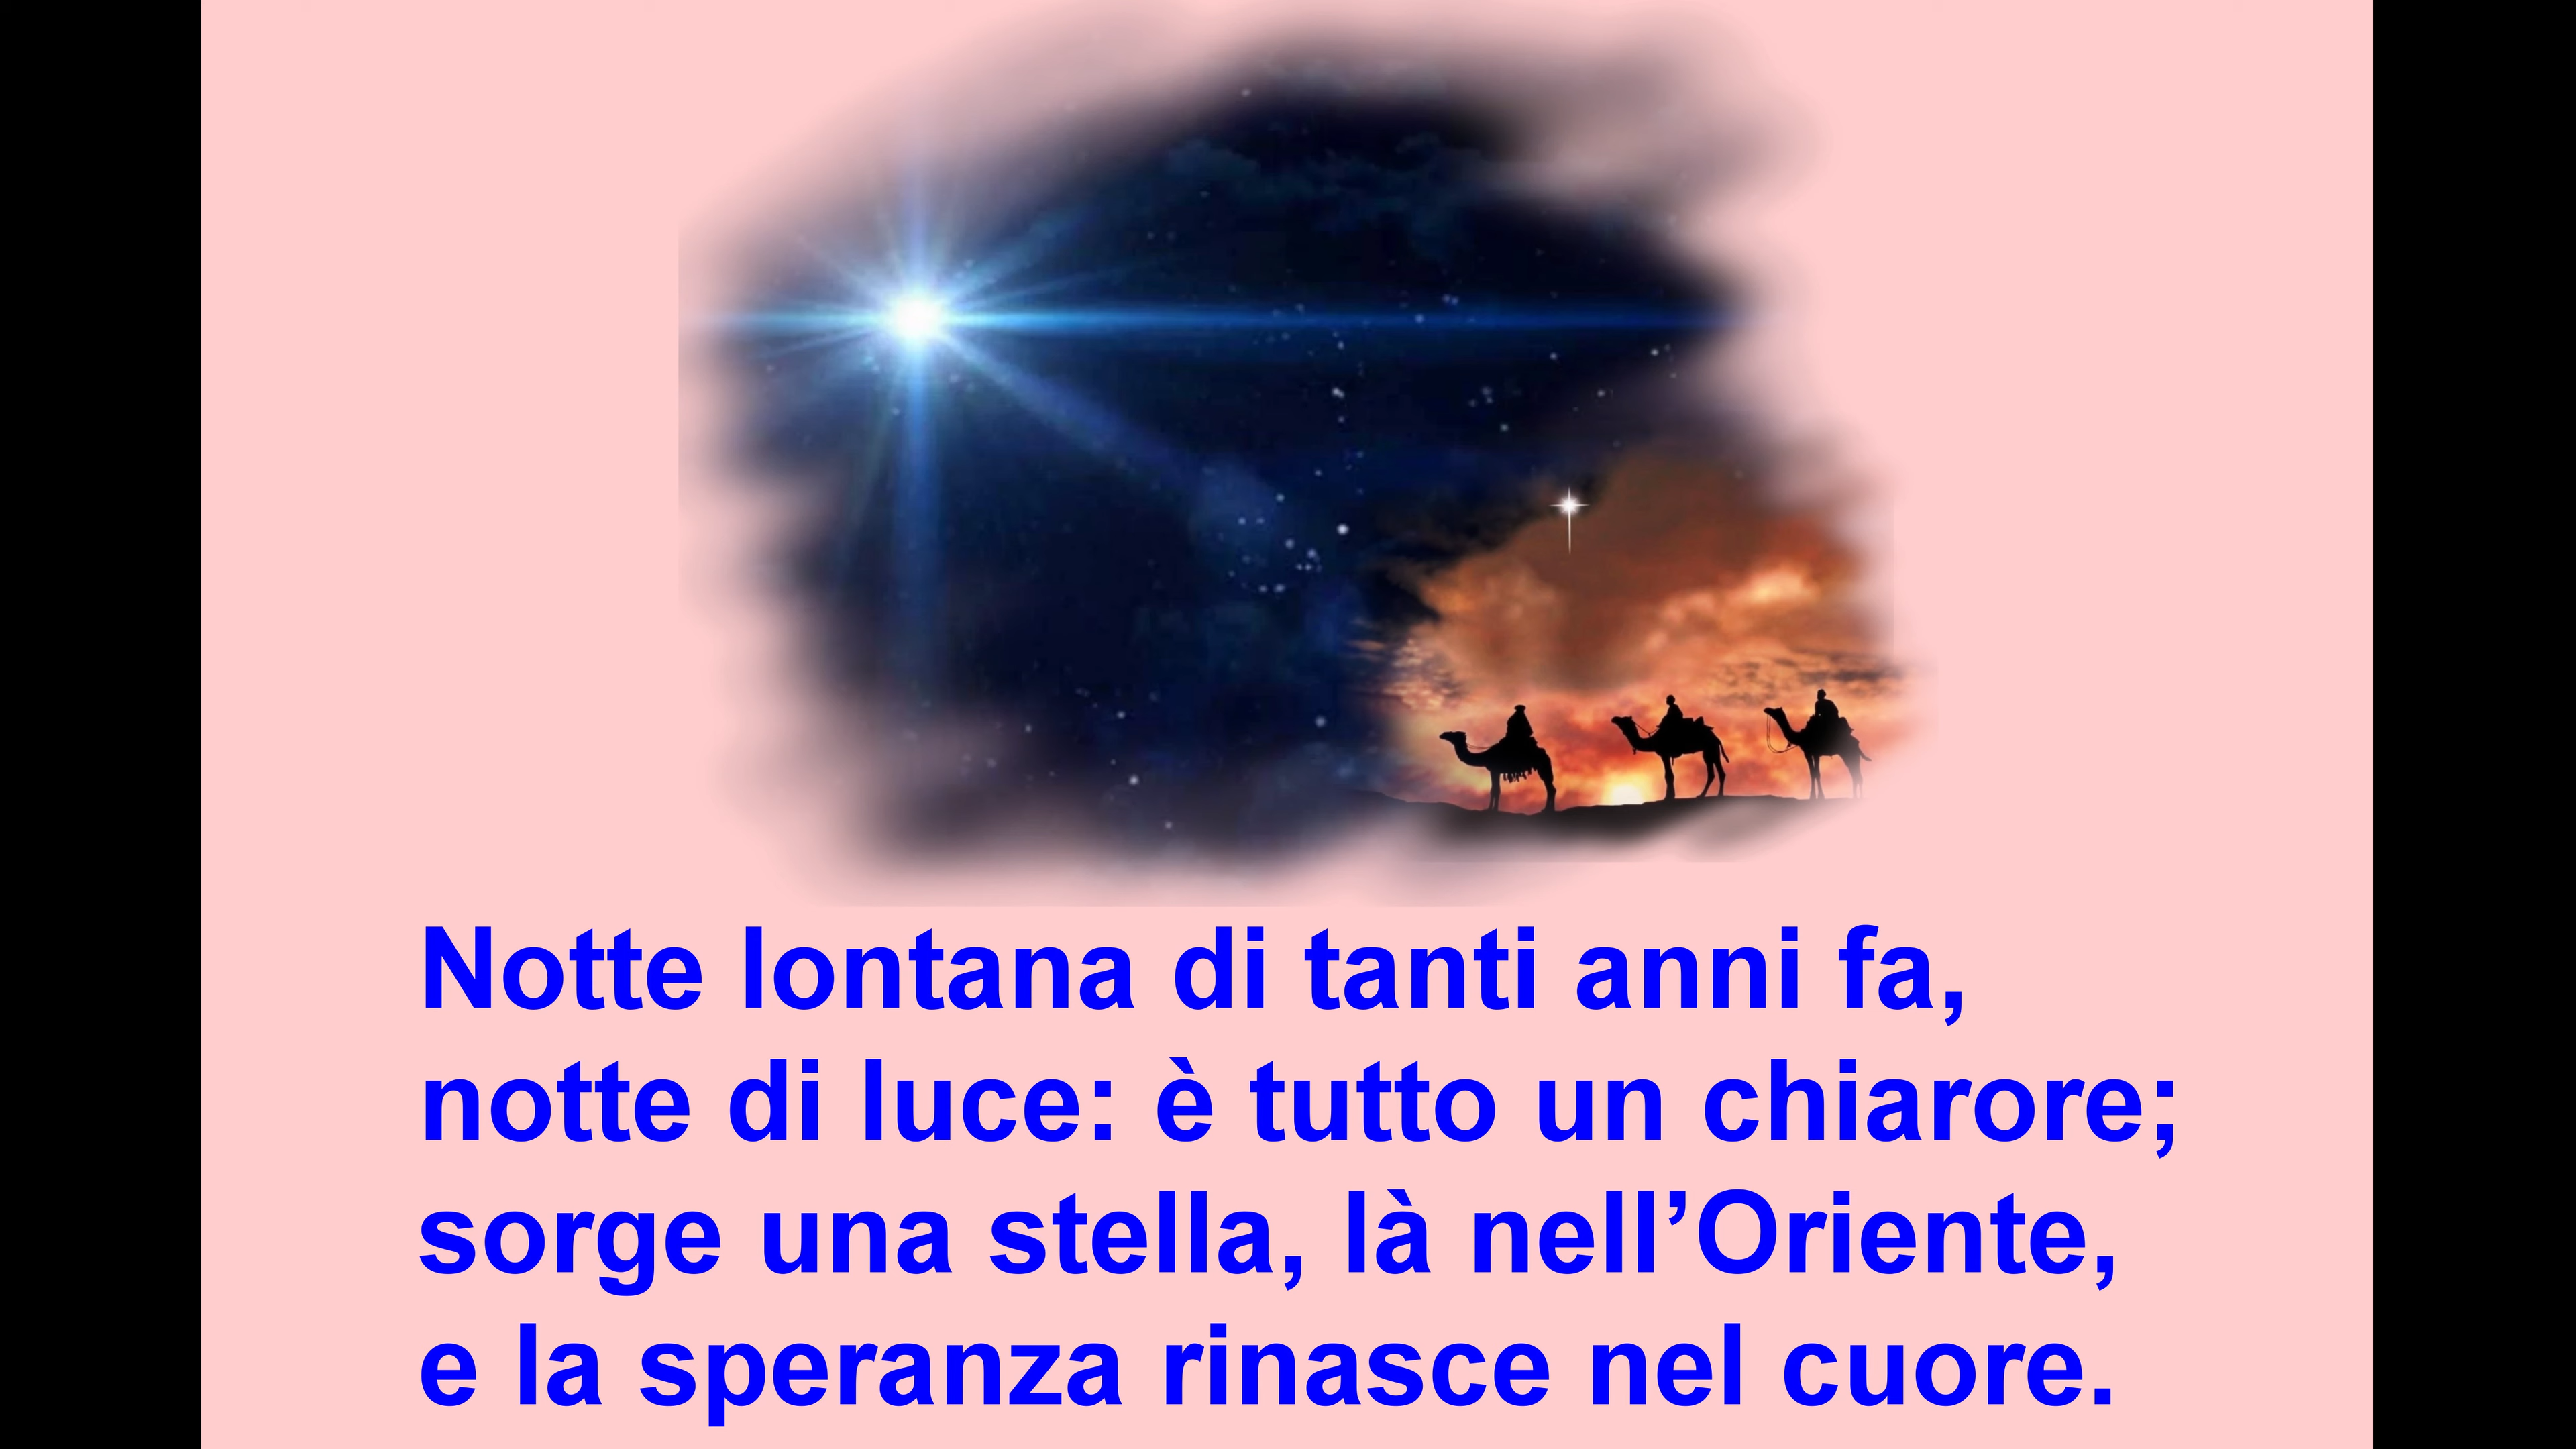 Notte lontana di tanti anni fa,
notte di luce: è tutto un chiarore;
sorge una stella, là nell’Oriente,
e la speranza rinasce nel cuore.